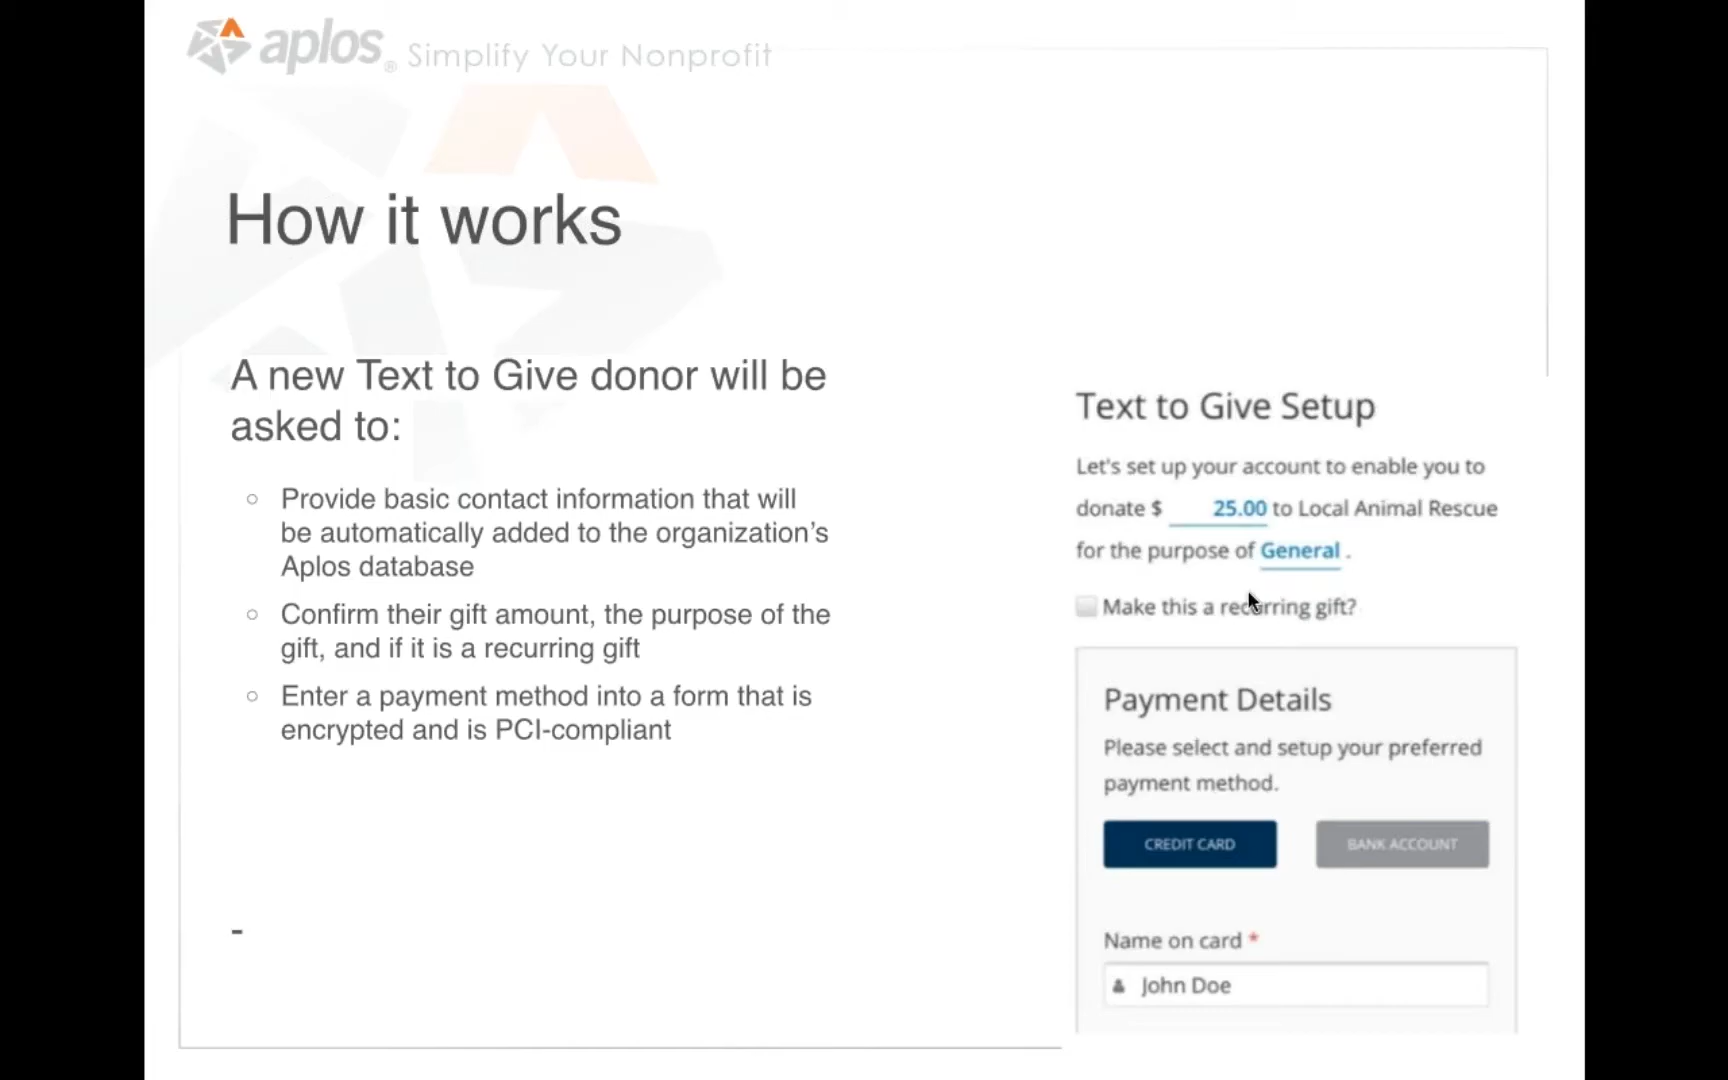 aplos® Simplify Your Nonprofit
How it works
A new Text to Give donor will be
asked to:
○ Provide basic contact information that will
be automatically added to the organization’s
Aplos database
○ Confirm their gift amount, the purpose of the
gift, and if it is a recurring gift
○ Enter a payment method into a form that is
encrypted and is PCI-compliant
-
Text to Give Setup
Let's set up your account to enable you to
donate $ 25.00 to Local Animal Rescue
for the purpose of General .
Make this a recurring gift?
Payment Details
Please select and setup your preferred
payment method.
CREDIT CARD BANK ACCOUNT
Name on card *
John Doe